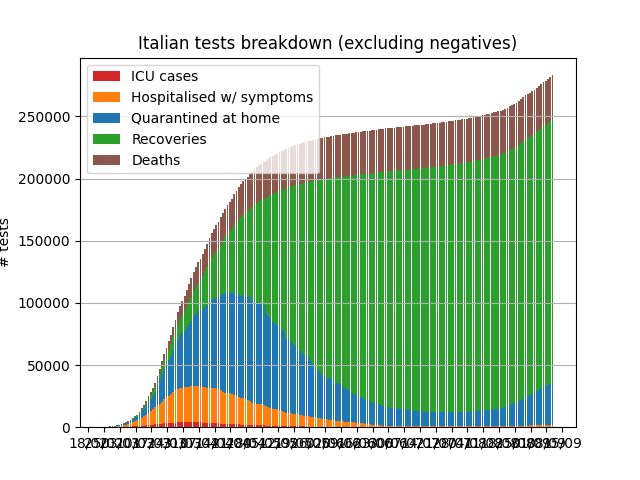 Italian tests breakdown (excluding negatives)
ICU cases
Hospitalised w/ symptoms
Quarantined at home
Recoveries
Deaths
250000
200000
150000
100000
50000
0
# tests